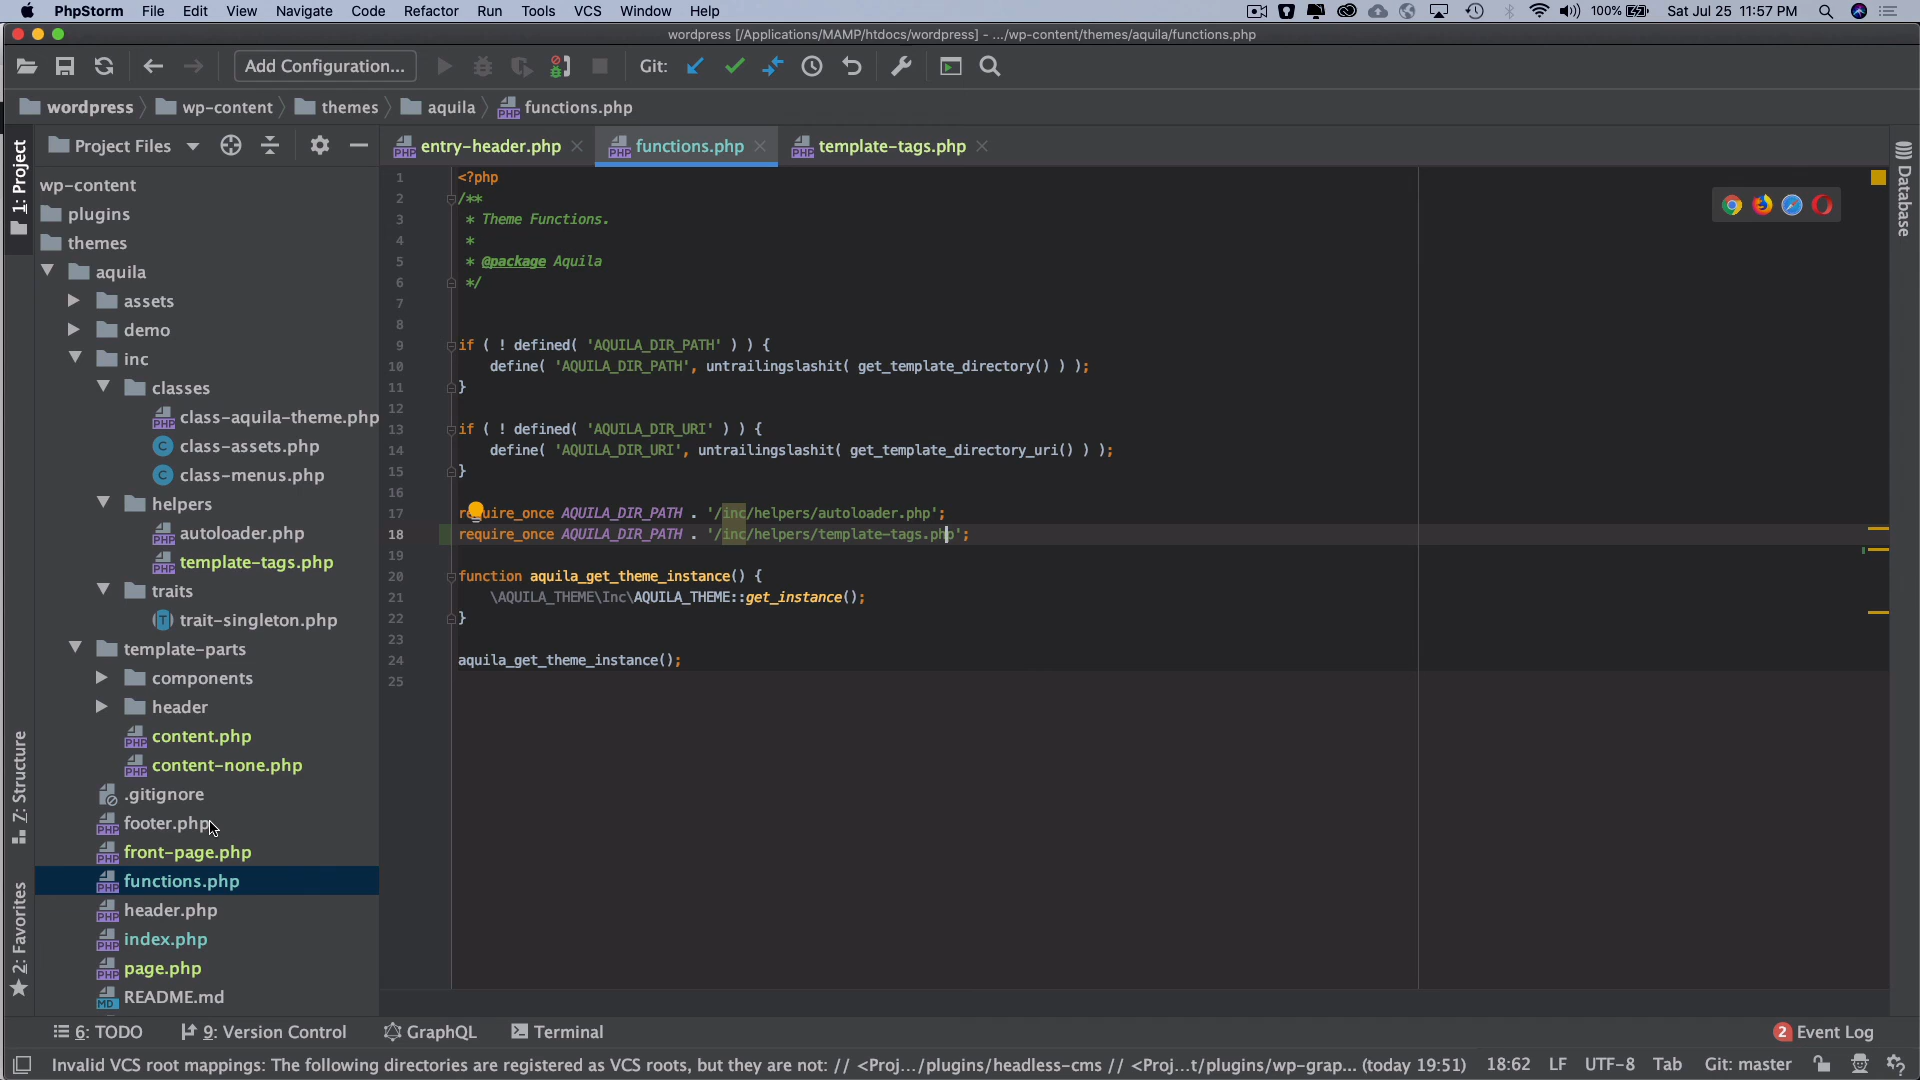 PhpStorm File Edit View Navigate Code Refactor Run Tools VCS Window Help 100% Sat Jul 25 11:57 PM
wordpress [/Applications/MAMP/htdocs/wordpress] - .../wp-content/themes/aquila/functions.php
Add Configuration... Git:
wordpress wp-content themes aquila functions.php
Project Files
entry-header.php functions.php template-tags.php
1: Project
Z: Structure
2: Favorites
wp-content
plugins
themes
aquila
assets
demo
inc
classes
class-aquila-theme.php
class-assets.php
class-menus.php
helpers
autoloader.php
template-tags.php
traits
trait-singleton.php
template-parts
components
header
content.php
content-none.php
.gitignore
footer.php
front-page.php
functions.php
header.php
index.php
page.php
README.md
1 <?php
2 /**
3 * Theme Functions.
4 *
5 * @package Aquila
6 */
7
8
9 if ( ! defined( 'AQUILA_DIR_PATH' ) ) {
10 define( 'AQUILA_DIR_PATH', untrailingslashit( get_template_directory() ) );
11 }
12
13 if ( ! defined( 'AQUILA_DIR_URI' ) ) {
14 define( 'AQUILA_DIR_URI', untrailingslashit( get_template_directory_uri() ) );
15 }
16
17 require_once AQUILA_DIR_PATH . '/inc/helpers/autoloader.php';
18 require_once AQUILA_DIR_PATH . '/inc/helpers/template-tags.php';
19
20 function aquila_get_theme_instance() {
21 \AQUILA_THEME\Inc\AQUILA_THEME::get_instance();
22 }
23
24 aquila_get_theme_instance();
25
Database
6: TODO 9: Version Control GraphQL Terminal 2 Event Log
Invalid VCS root mappings: The following directories are registered as VCS roots, but they are not: // <Proj.../plugins/headless-cms // <Proj...t/plugins/wp-grap... (today 19:51) 18:62 LF UTF-8 Tab Git: master